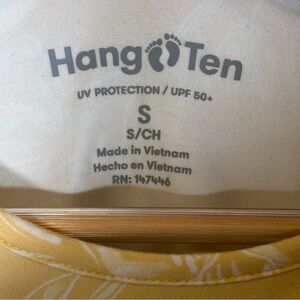 Hang Ten
UV PROTECTION / UPF 50+
S
S/CH
Made in Vietnam
Hecho en Vietnam
RN: 147446